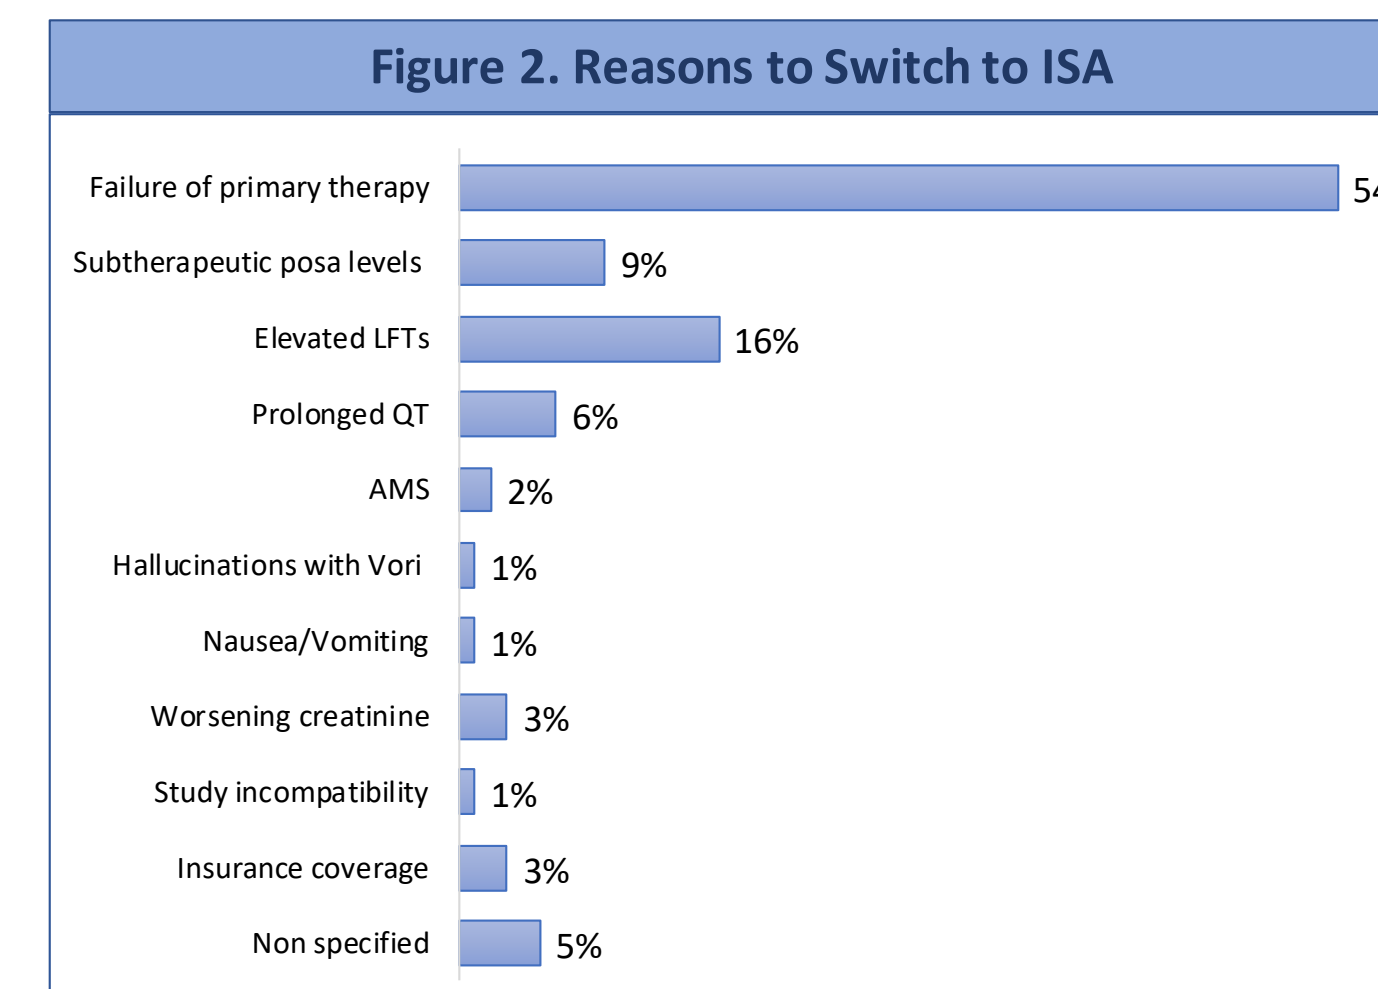 Figure 2. Reasons to Switch to ISA
Failure of primary therapy
Subtherapeutic posa levels 9%
Elevated LFTs 16%
Prolonged QT 6%
AMS 2%
Hallucinations with Vori 1%
Nausea/Vomiting 1%
Worsening creatinine 3%
Study incompatibility 1%
Insurance coverage 3%
Non specified 5%